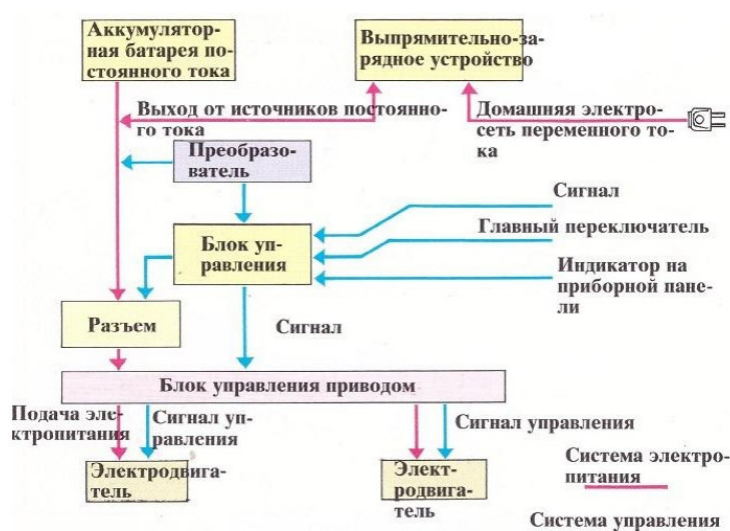 Аккумулятор-
ная батарея по-
стоянного тока
Выпрямительно-за-
рядное устройство
Выход от источников постоянно-
го тока
Домашняя электро-
сеть переменного то-
ка
Преобразо-
ватель
Сигнал
Главный переключатель
Блок уп-
равления
Индикатор на
приборной пане-
ли
Разъем
Сигнал
Блок управления приводом
Подача эле-
ктропитания
Сигнал уп-
равления
Сигнал управления
Электродвига-
тель
Элект-
родвига-
тель
Система электро-
питания
Система управления